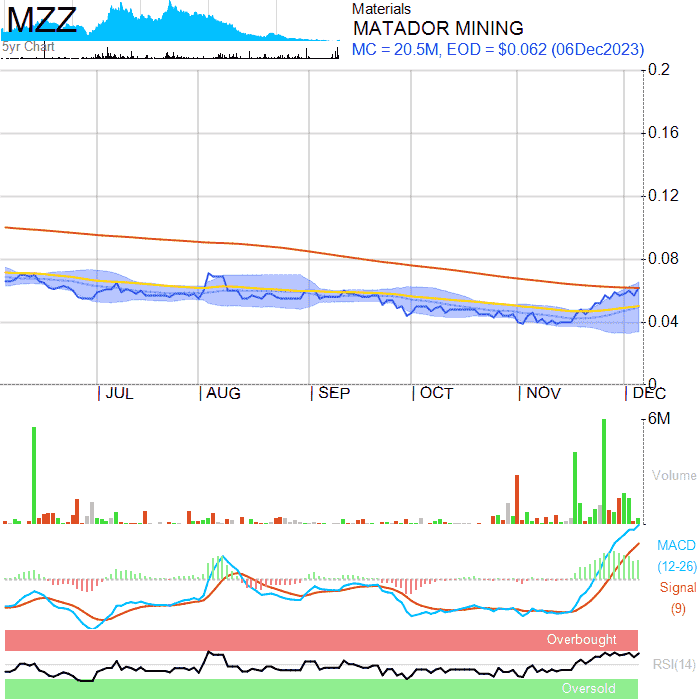 MZZ
5yr Chart
Materials
MATADOR MINING
MC = 20.5M, EOD = $0.062 (06Dec2023)
0.2
0.16
0.12
0.08
0.04
0
JUL AUG SEP OCT NOV DEC
6M
Volume
MACD
(12-26)
Signal
(9)
Overbought
RSI(14)
Oversold